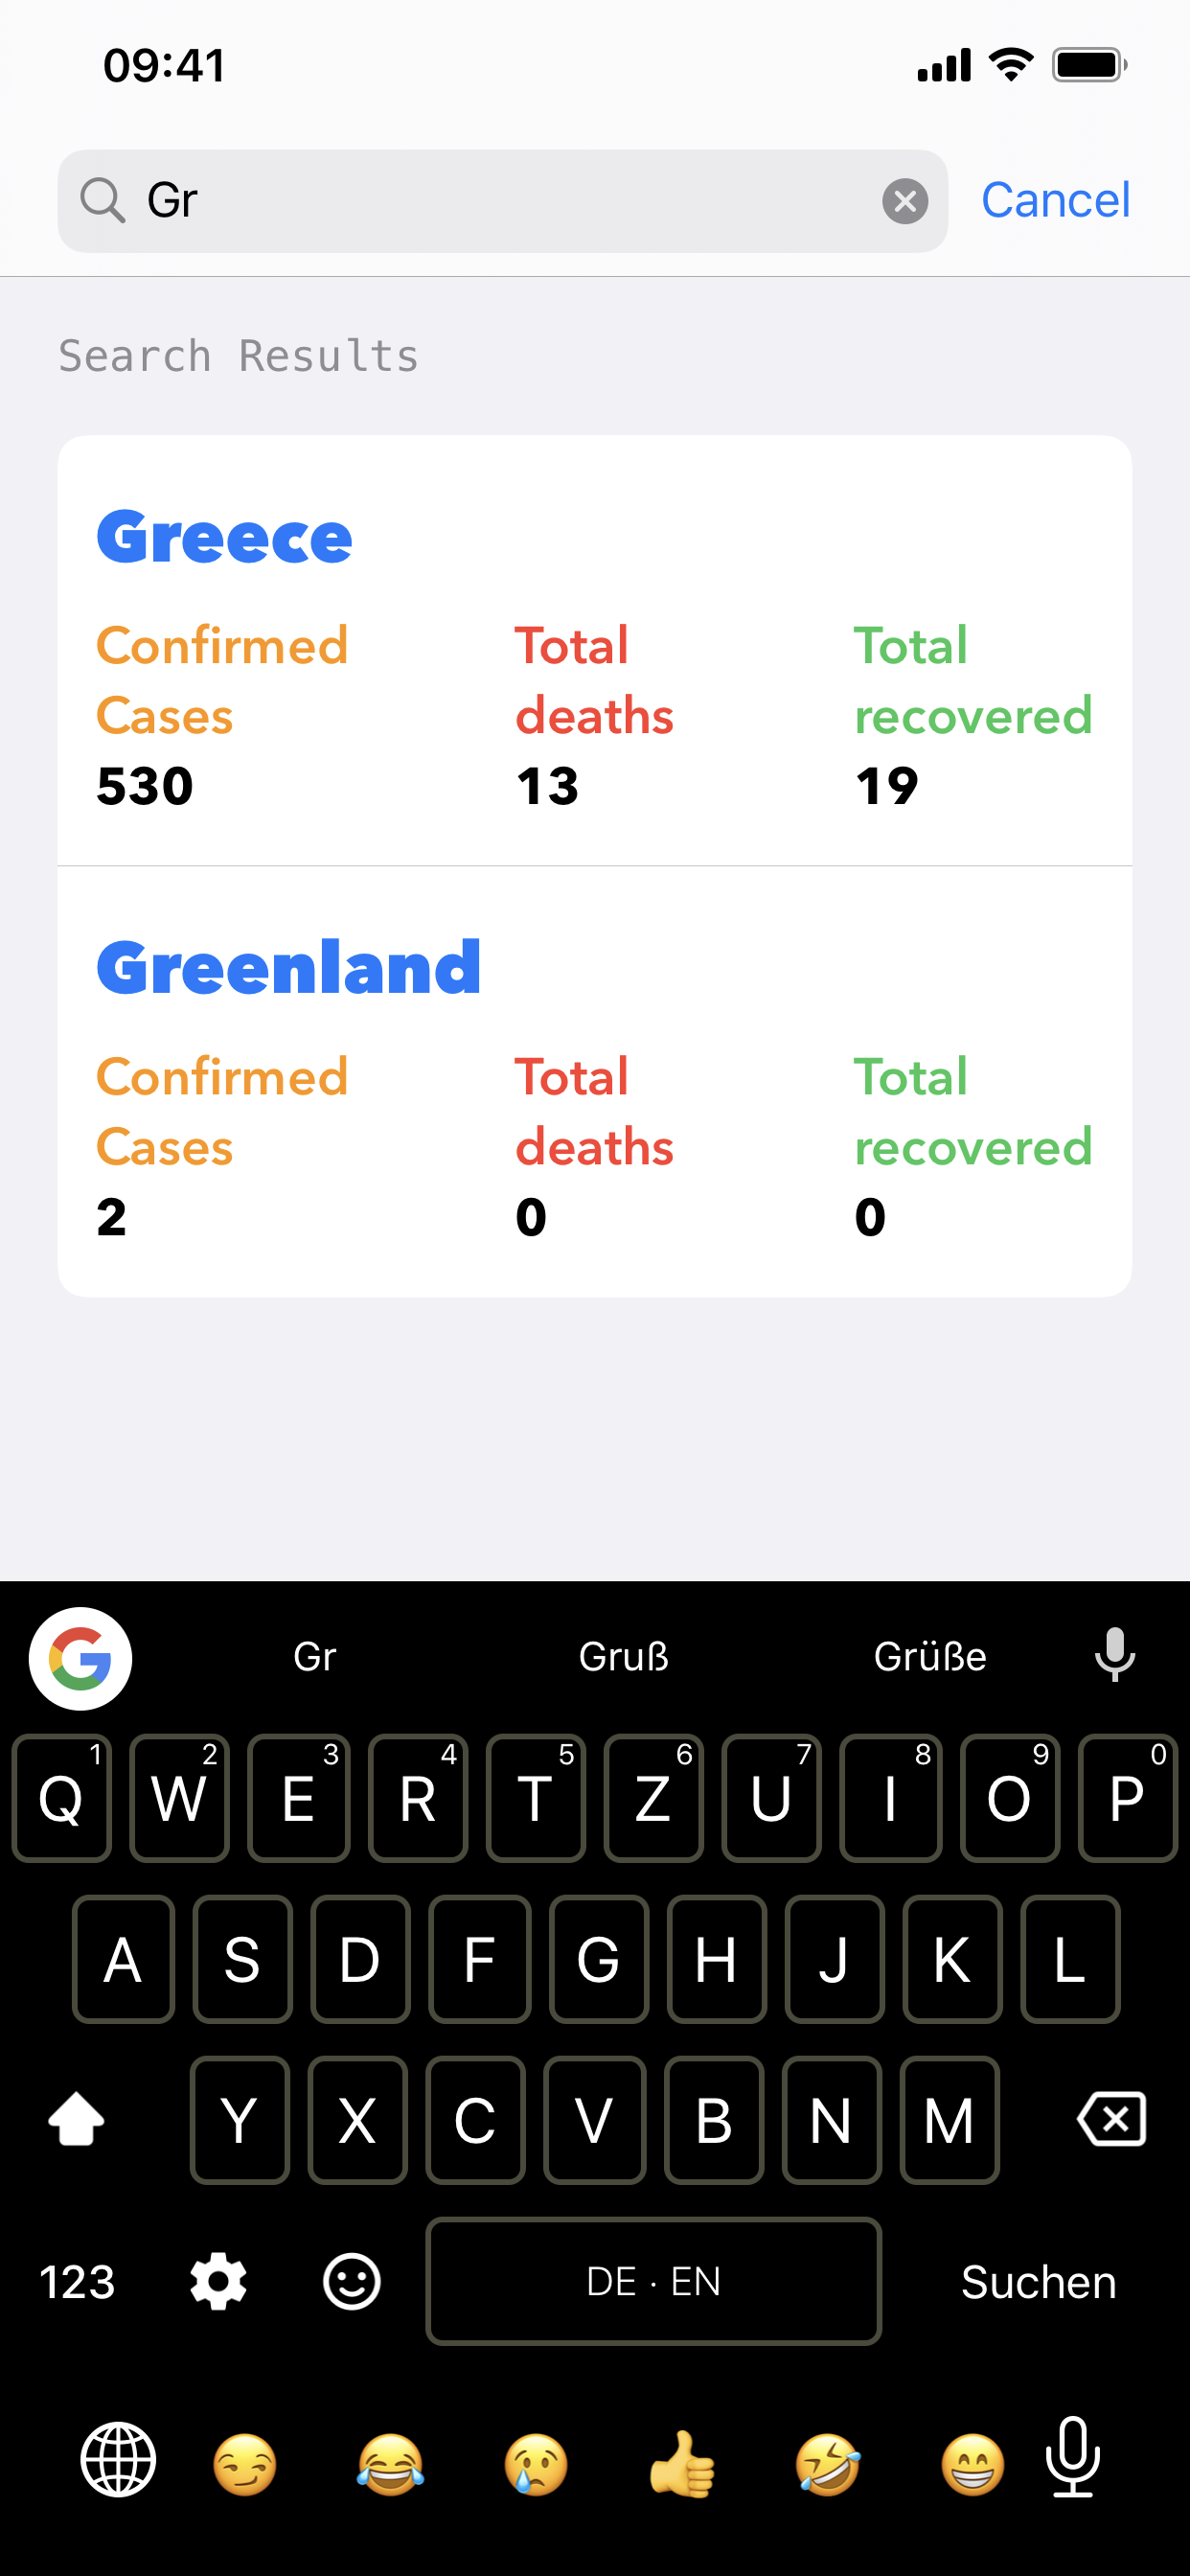 09:41
Gr
Cancel
Search Results
Greece
Confirmed Cases
530
Total deaths
13
Total recovered
19
Greenland
Confirmed Cases
2
Total deaths
0
Total recovered
0
Gr Gruß Grüße
Q 1 W 2 E 3 R 4 T 5 Z 6 U 7 I 8 O 9 P 0
A S D F G H J K L
Y X C V B N M
123 DE · EN Suchen